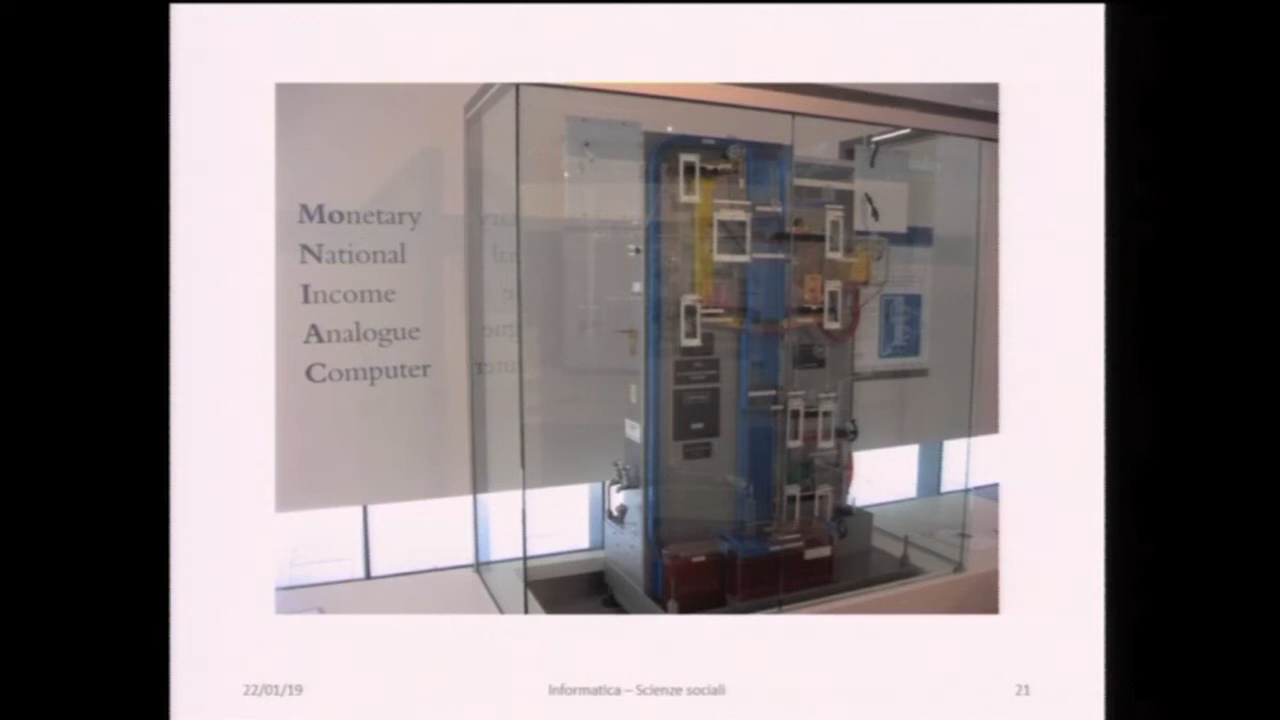 Monetary
National
Income
Analogue
Computer
22/01/19
Informatica – Scienze sociali
21